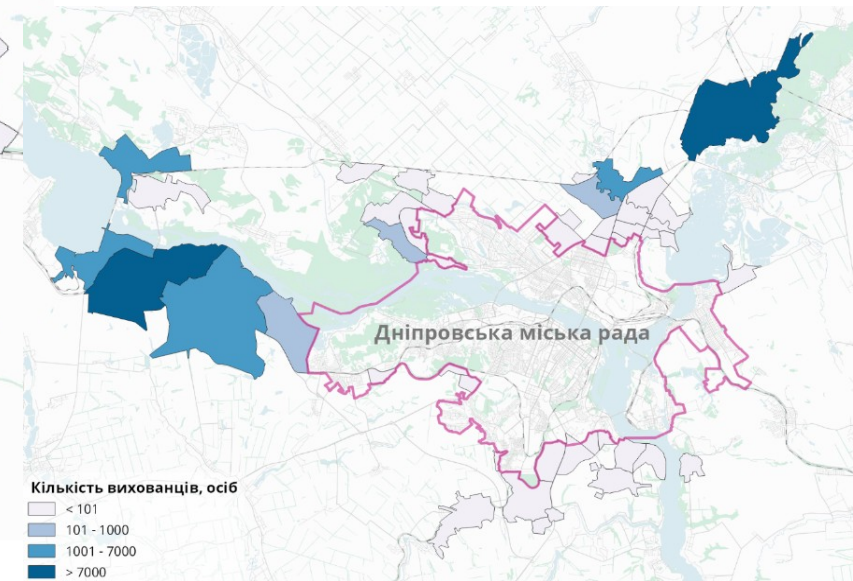 Дніпровська міська рада
Кількість вихованців, осіб
< 101
101 - 1000
1001 - 7000
> 7000